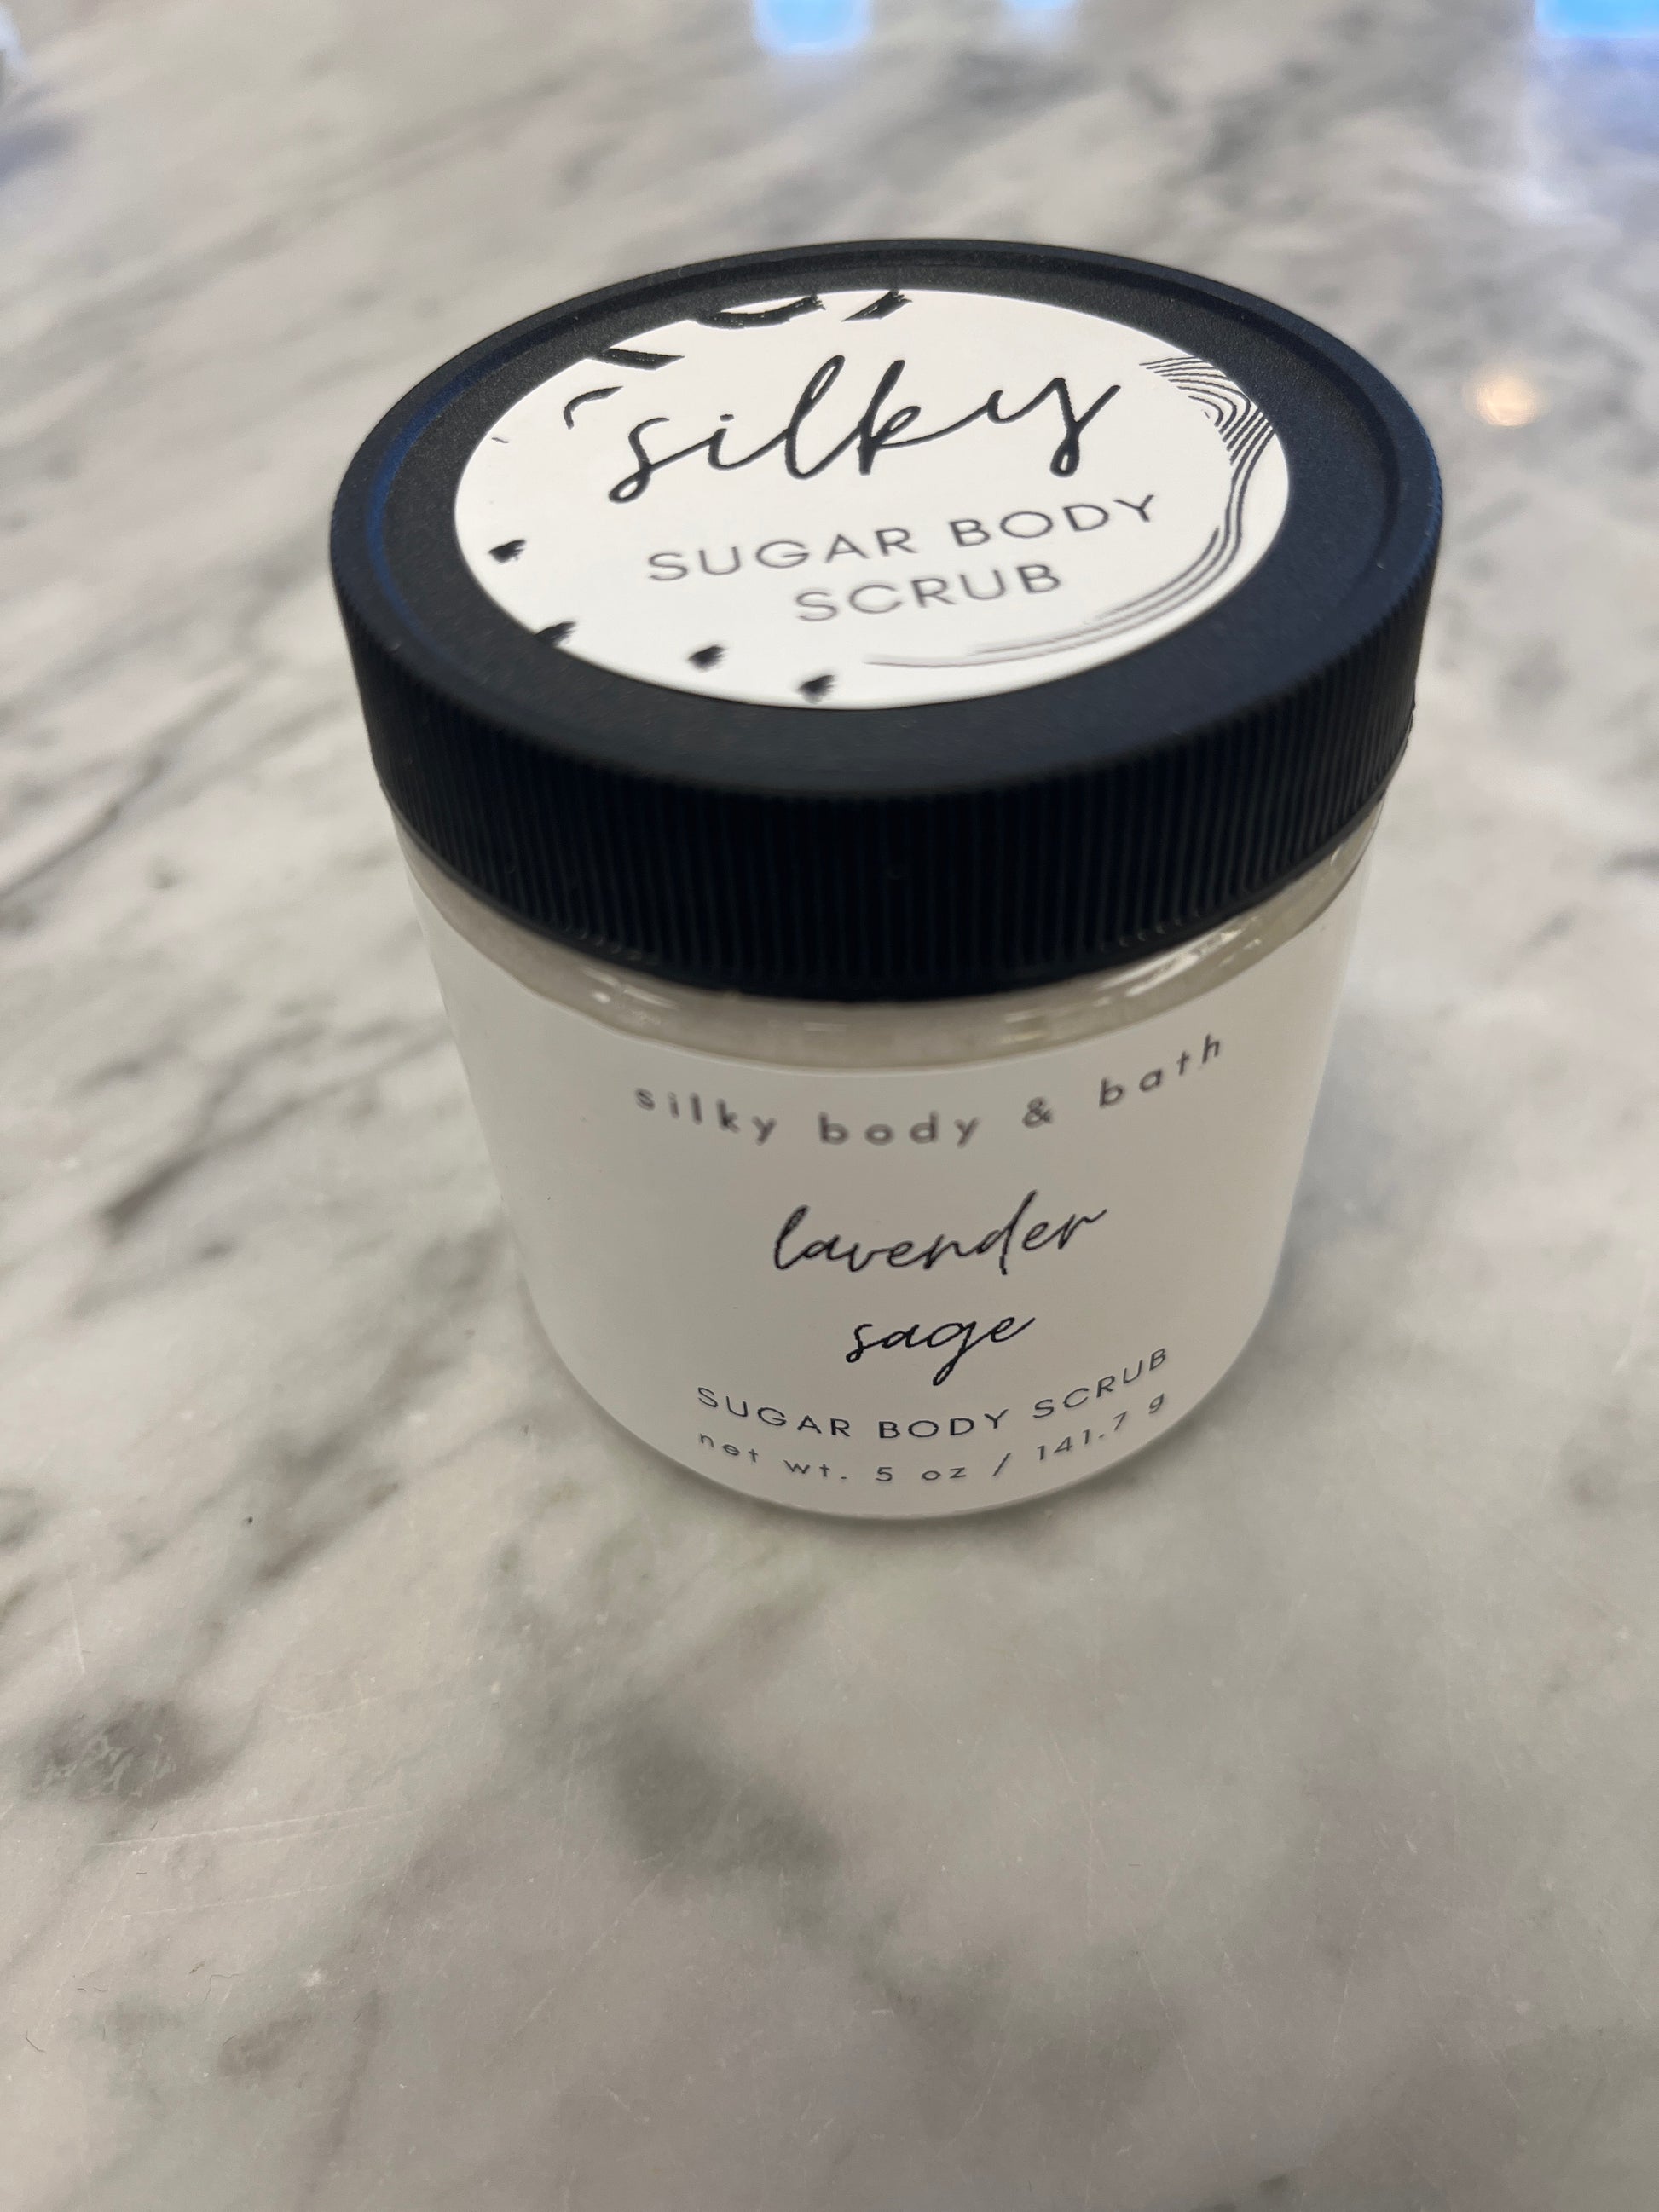 silky
SUGAR BODY
SCRUB
silky body & bath
lavender
sage
SUGAR BODY SCRUB
net wt. 5 oz / 141.7 g